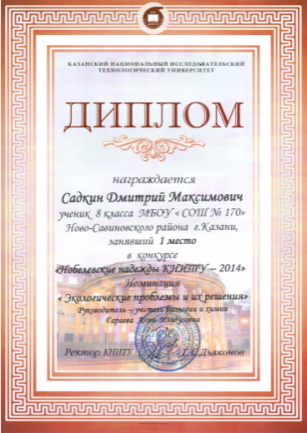 КАЗАНСКИЙ НАЦИОНАЛЬНЫЙ ИССЛЕДОВАТЕЛЬСКИЙ
ТЕХНОЛОГИЧЕСКИЙ УНИВЕРСИТЕТ
ДИПЛОМ
награждается
Садкин Дмитрий Максимович
ученик 8 класса МБОУ « СОШ № 170»
Ново-Савиновского района г.Казани,
занявший 1 место
в конкурсе
«Нобелевские надежды КНИТУ – 2014»
Номинация
« Экологические проблемы и их решения»
Руководитель – учитель биологии и химии
Гараева
Ректор КНИТУ Дьяконов